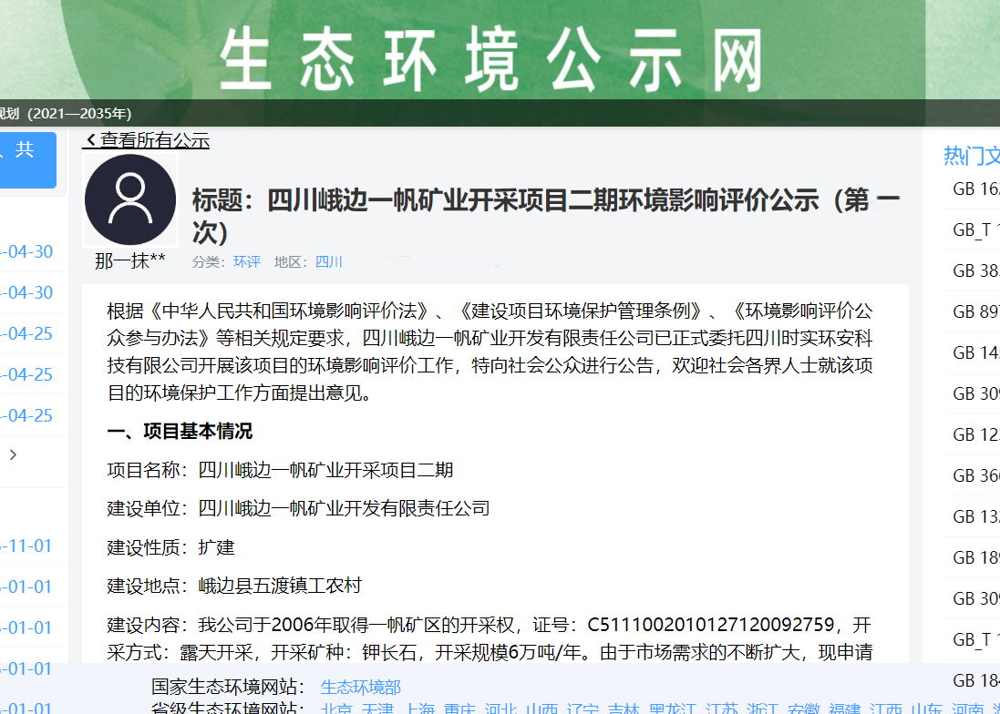 生态环境公示网
规划（2021—2035年）
、共
查看所有公示
标题：四川峨边一帆矿业开采项目二期环境影响评价公示（第一
次）
那一抹**
分类：环评 地区：四川
-04-30
-04-30
-04-25
-04-25
-04-25
-11-01
-01-01
-01-01
-01-01
-01-01
根据《中华人民共和国环境影响评价法》、《建设项目环境保护管理条例》、《环境影响评价公
众参与办法》等相关规定要求，四川峨边一帆矿业开发有限责任公司已正式委托四川时实环安科
技有限公司开展该项目的环境影响评价工作，特向社会公众进行公告，欢迎社会各界人士就该项
目的环境保护工作方面提出意见。
一、项目基本情况
项目名称：四川峨边一帆矿业开采项目二期
建设单位：四川峨边一帆矿业开发有限责任公司
建设性质：扩建
建设地点：峨边县五渡镇工农村
建设内容：我公司于2006年取得一帆矿区的开采权，证号：C5111002010127120092759，开
采方式：露天开采，开采矿种：钾长石，开采规模6万吨/年。由于市场需求的不断扩大，现申请
国家生态环境网站： 生态环境部
省级生态环境网站： 北京 天津 上海 重庆 河北 山西 辽宁 吉林 黑龙江 江苏 浙江 安徽 福建 江西 山东 河南
热门文
GB 16
GB_T 1
GB 38
GB 89
GB 14
GB 309
GB 12
GB 366
GB 13
GB 189
GB 309
GB_T 1
GB 184